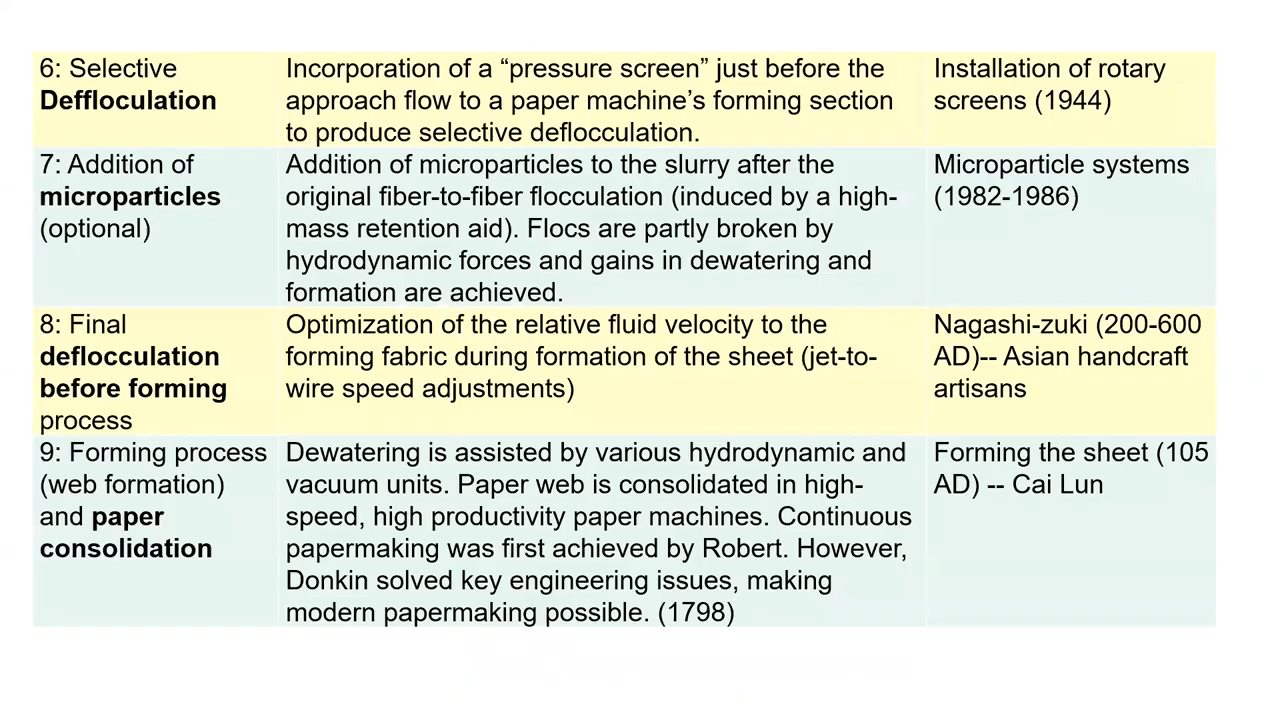 6: Selective
Deffloculation
Incorporation of a “pressure screen” just before the
approach flow to a paper machine’s forming section
to produce selective deflocculation.
Installation of rotary
screens (1944)
7: Addition of
microparticles
(optional)
Addition of microparticles to the slurry after the
original fiber-to-fiber flocculation (induced by a high-
mass retention aid). Flocs are partly broken by
hydrodynamic forces and gains in dewatering and
formation are achieved.
Microparticle systems
(1982-1986)
8: Final
deflocculation
before forming
process
Optimization of the relative fluid velocity to the
forming fabric during formation of the sheet (jet-to-
wire speed adjustments)
Nagashi-zuki (200-600
AD)-- Asian handcraft
artisans
9: Forming process
(web formation)
and paper
consolidation
Dewatering is assisted by various hydrodynamic and
vacuum units. Paper web is consolidated in high-
speed, high productivity paper machines. Continuous
papermaking was first achieved by Robert. However,
Donkin solved key engineering issues, making
modern papermaking possible. (1798)
Forming the sheet (105
AD) -- Cai Lun